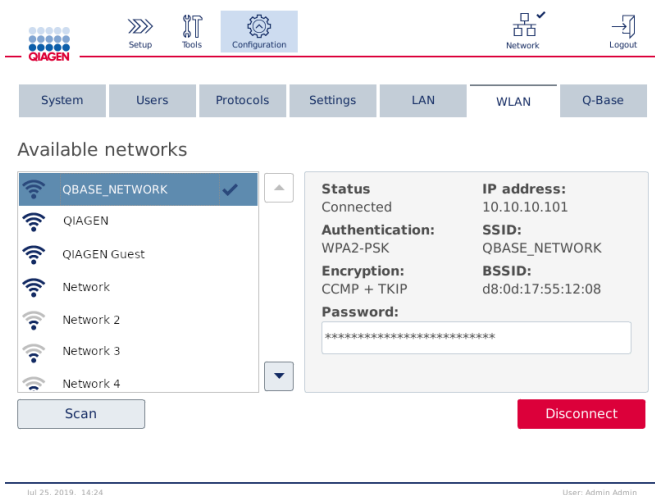 QIAGEN
Setup
Tools
Configuration
Network
Logout
System
Users
Protocols
Settings
LAN
WLAN
Q-Base
Available networks
QBASE_NETWORK
QIAGEN
QIAGEN Guest
Network
Network 2
Network 3
Network 4
Scan
Status
Connected
Authentication:
WPA2-PSK
Encryption:
CCMP + TKIP
IP address:
10.10.10.101
SSID:
QBASE_NETWORK
BSSID:
d8:0d:17:55:12:08
Password:
**************************
Disconnect
Jul 25, 2019, 14:24
User: Admin Admin